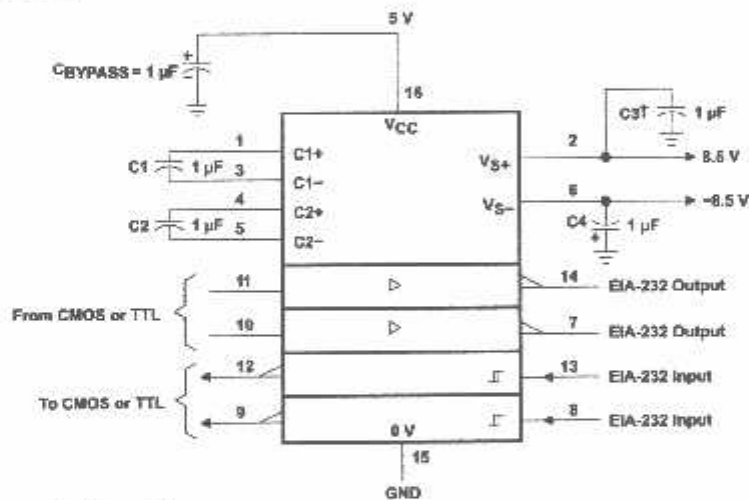 5 V
CBYPASS = 1 µF
+
16
VCC
C3† 1 µF
1
C1+
2
VS+
8.5 V
C1 1 µF
3
C1−
4
C2+
6
VS−
−8.5 V
C2 1 µF
5
C2−
C4 1 µF
+
11
14
EIA-232 Output
From CMOS or TTL
10
7
EIA-232 Output
12
13
EIA-232 Input
To CMOS or TTL
9
8
EIA-232 Input
0 V
15
GND